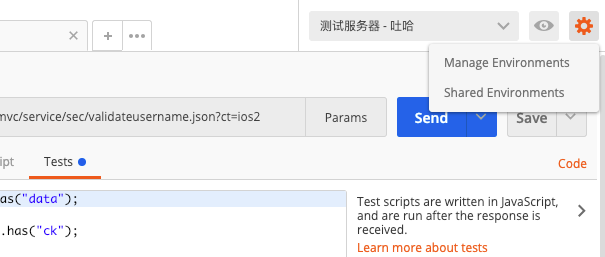 测试服务器 - 吐哈
Manage Environments
Shared Environments
mvc/service/sec/validateusername.json?ct=ios2
Params
Send
Save
ript
Tests
Code
as("data");
.has("ck");
Test scripts are written in JavaScript,
and are run after the response is
received.
Learn more about tests